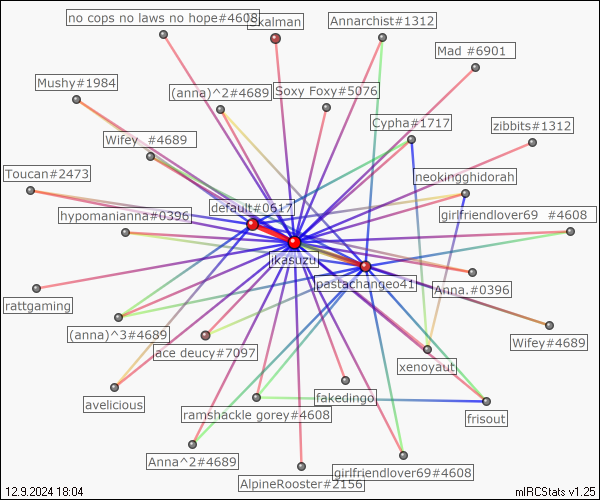 no cops no laws no hope#4608
skalman
Annarchist#1312
Mad #6901
Mushy#1984
(anna)^2#4689
Soxy Foxy#5076
Cypha#1717
zibbits#1312
Wifey #4689
Toucan#2473
neokingghidorah
default#0617
hypomanianna#0396
girlfriendlover69 #4608
ikasuzu
pastachangeo41
Anna.#0396
rattgaming
(anna)^3#4689
ace deucy#7097
Wifey#4689
xenoyaut
avelicious
ramshackle gorey#4608
fakedingo
frisout
Anna^2#4689
AlpineRooster#2156
girlfriendlover69#4608
12.9.2024 18:04
mIRCStats v1.25